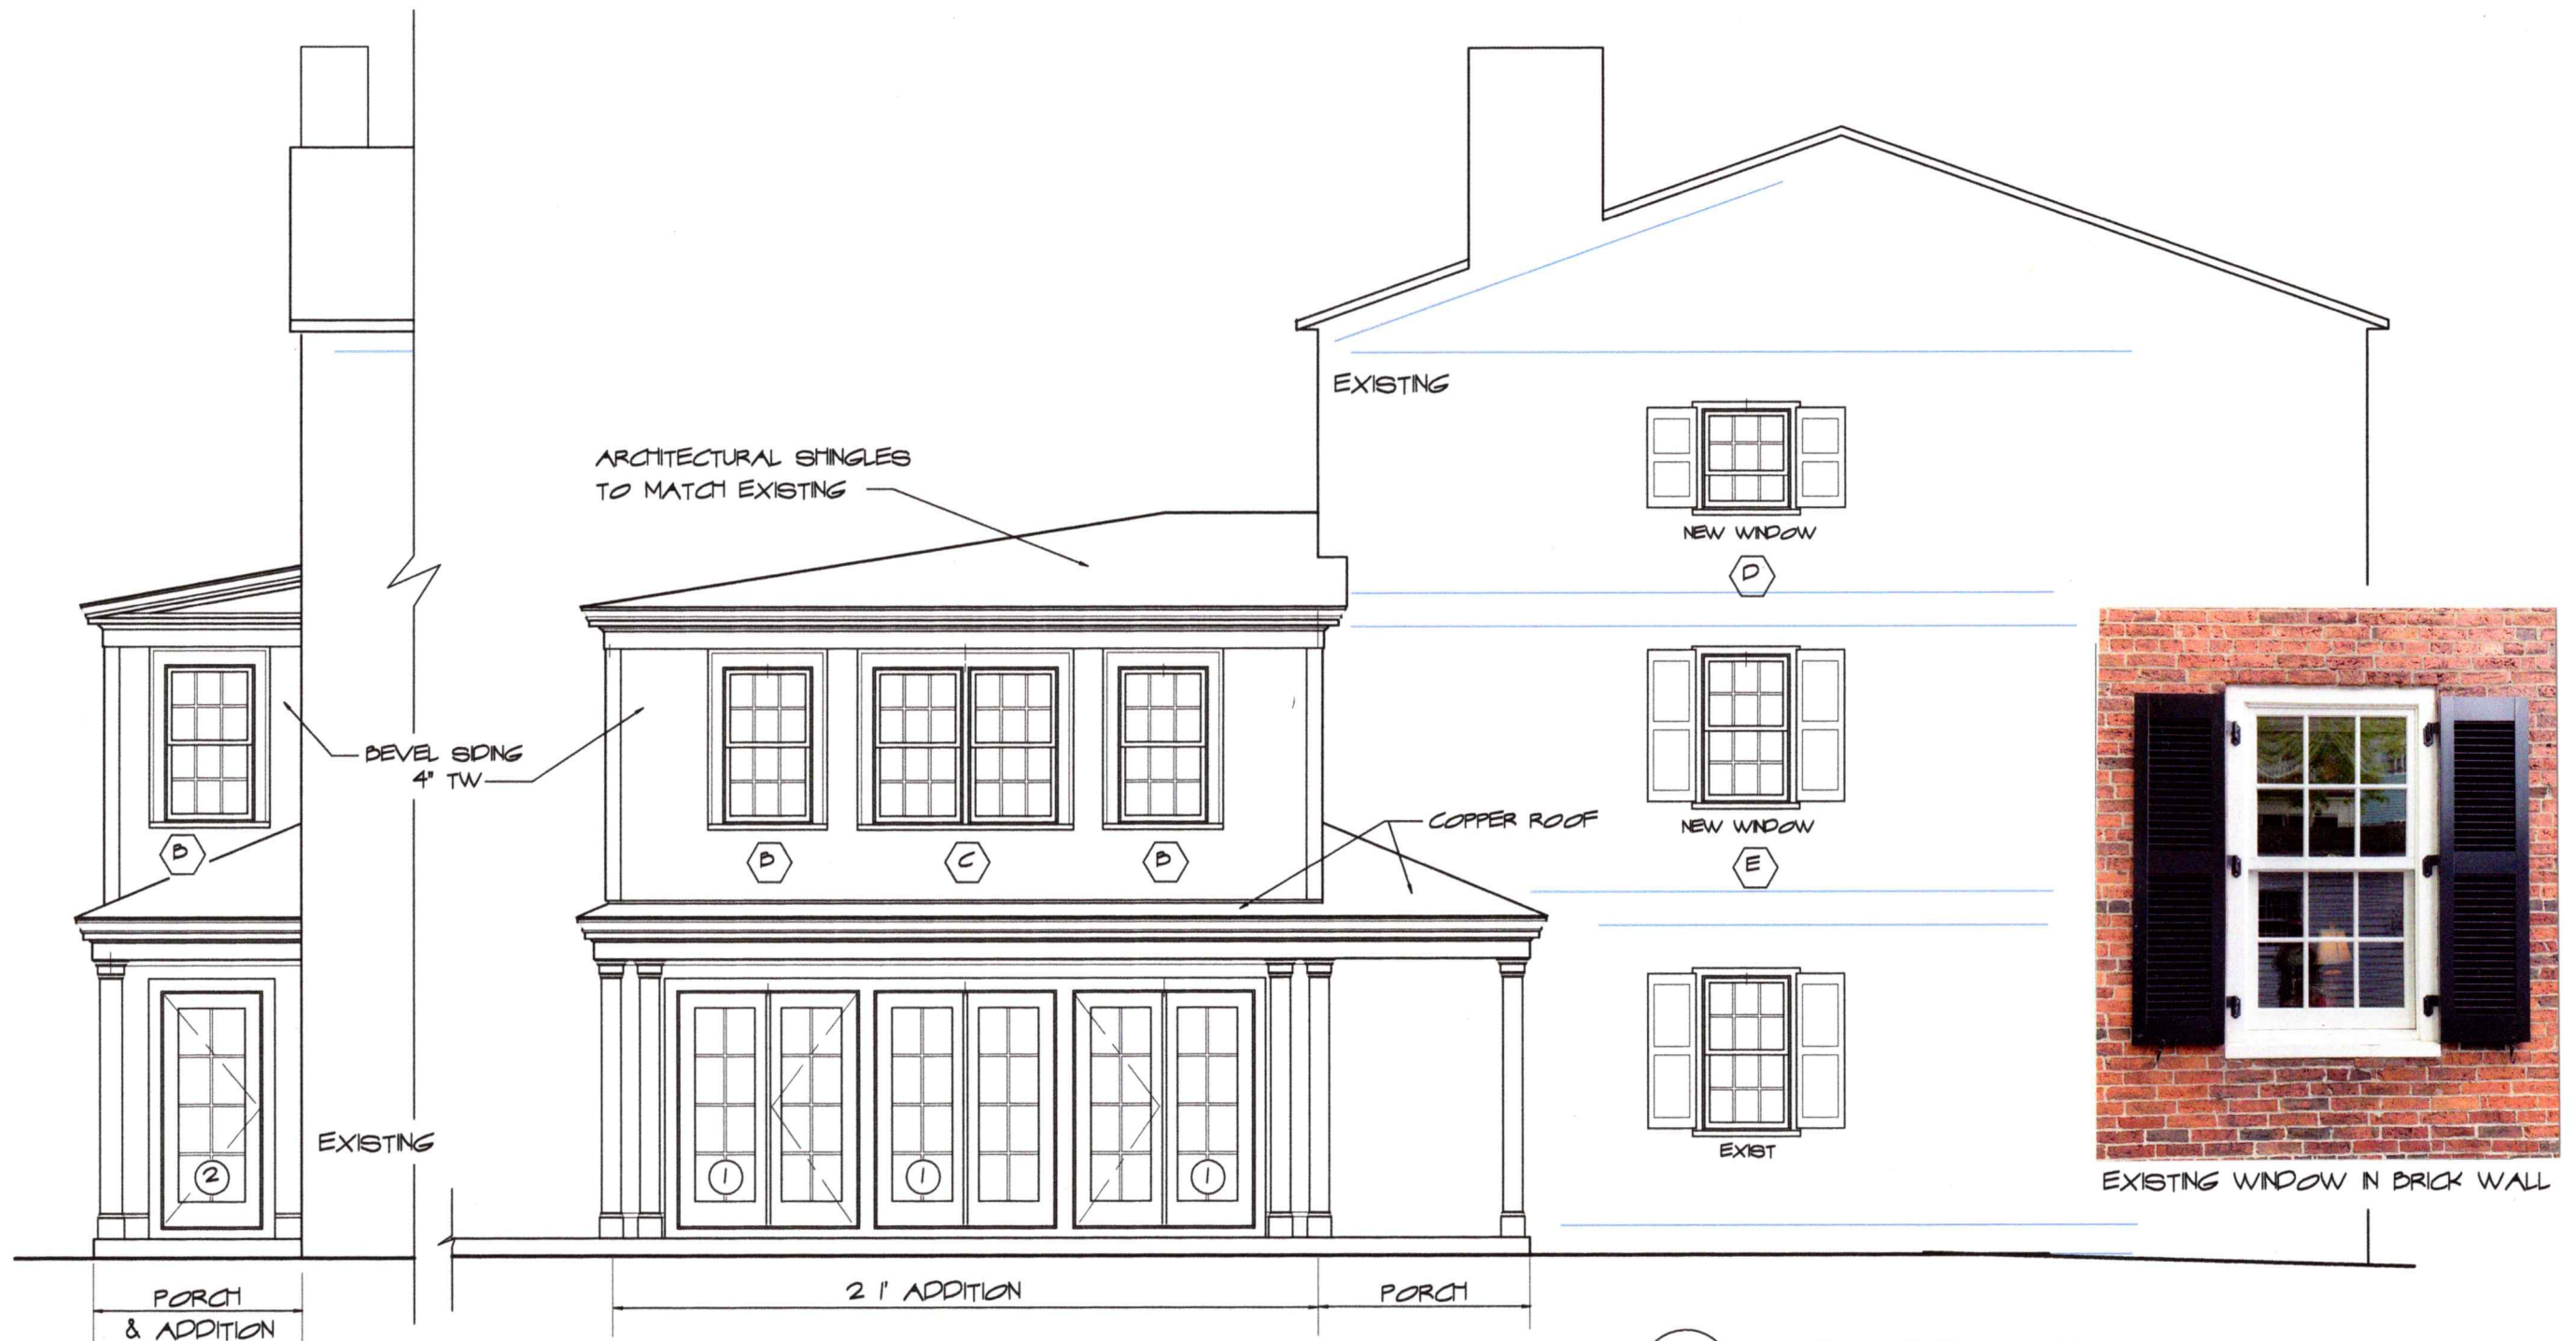 EXISTING
ARCHITECTURAL SHINGLES
TO MATCH EXISTING
NEW WINDOW
D
BEVEL SIDING
4" TW
COPPER ROOF
NEW WINDOW
B
B
C
B
E
EXISTING
2
1
1
1
EXIST
EXISTING WINDOW IN BRICK WALL
PORCH
& ADDITION
21' ADDITION
PORCH